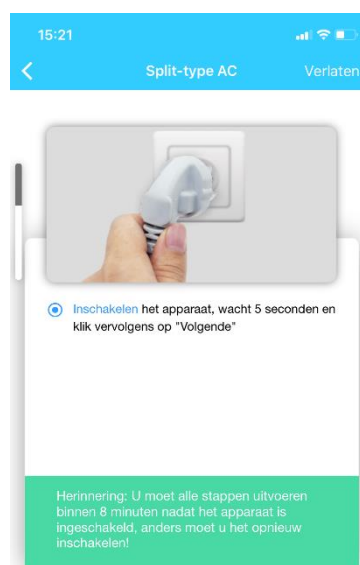 15:21
Split-type AC
Verlaten
Inschakelen het apparaat, wacht 5 seconden en
klik vervolgens op "Volgende"
Herinnering: U moet alle stappen uitvoeren
binnen 8 minuten nadat het apparaat is
ingeschakeld, anders moet u het opnieuw
inschakelen!